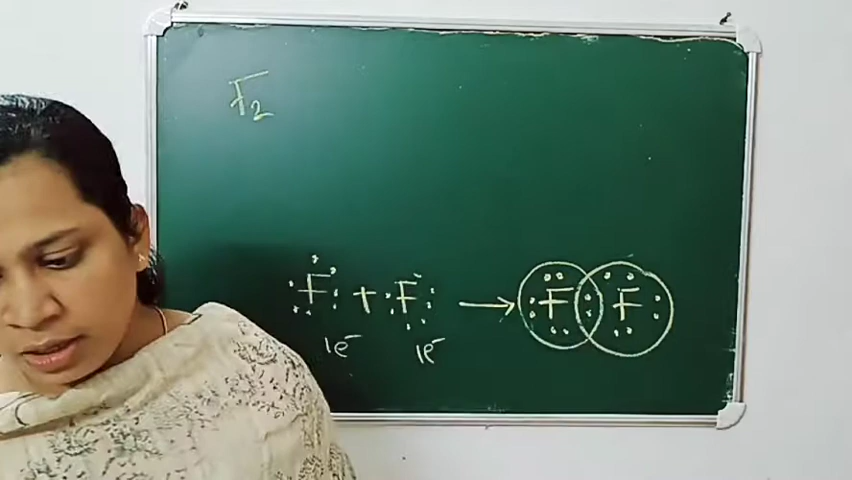 F₂
F + F → F F
1e⁻ 1e⁻